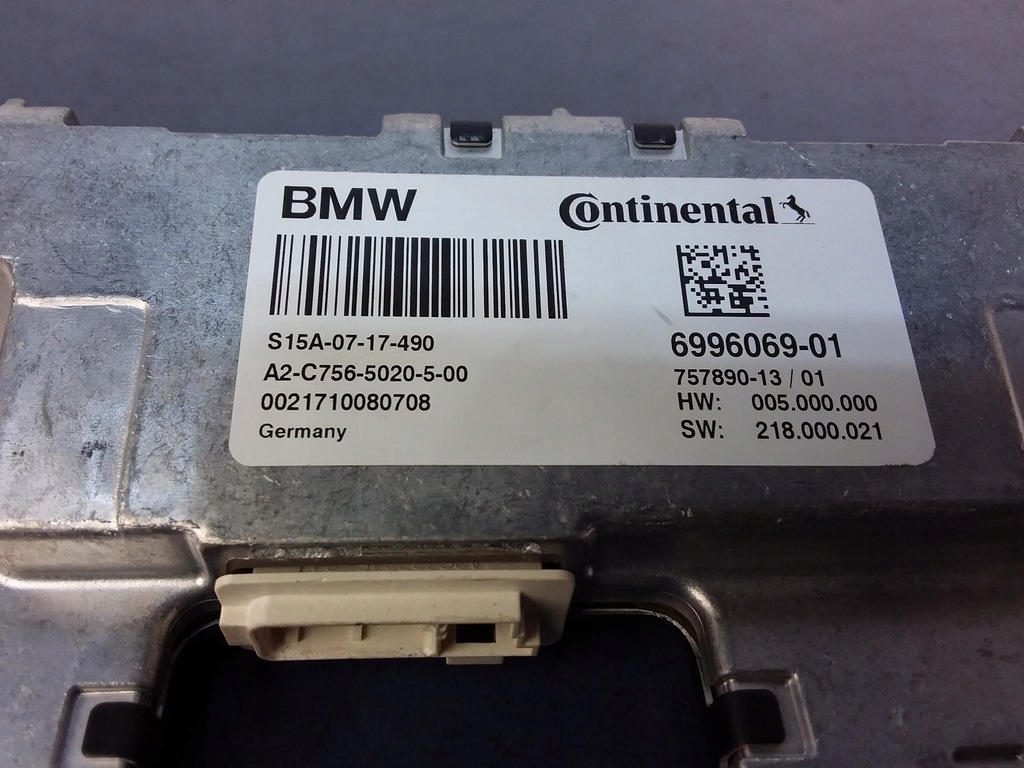 BMW
Continental
S15A-07-17-490
A2-C756-5020-5-00
0021710080708
Germany
6996069-01
757890-13 / 01
HW: 005.000.000
SW: 218.000.021